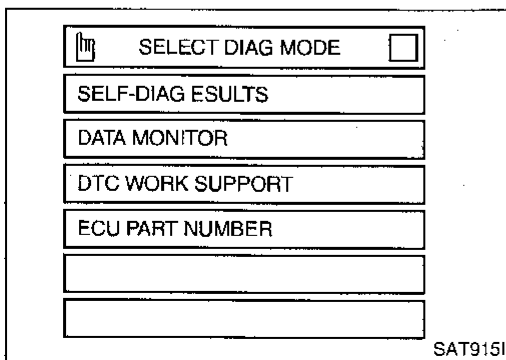 SELECT DIAG MODE
SELF-DIAG ESULTS
DATA MONITOR
DTC WORK SUPPORT
ECU PART NUMBER
SAT915I